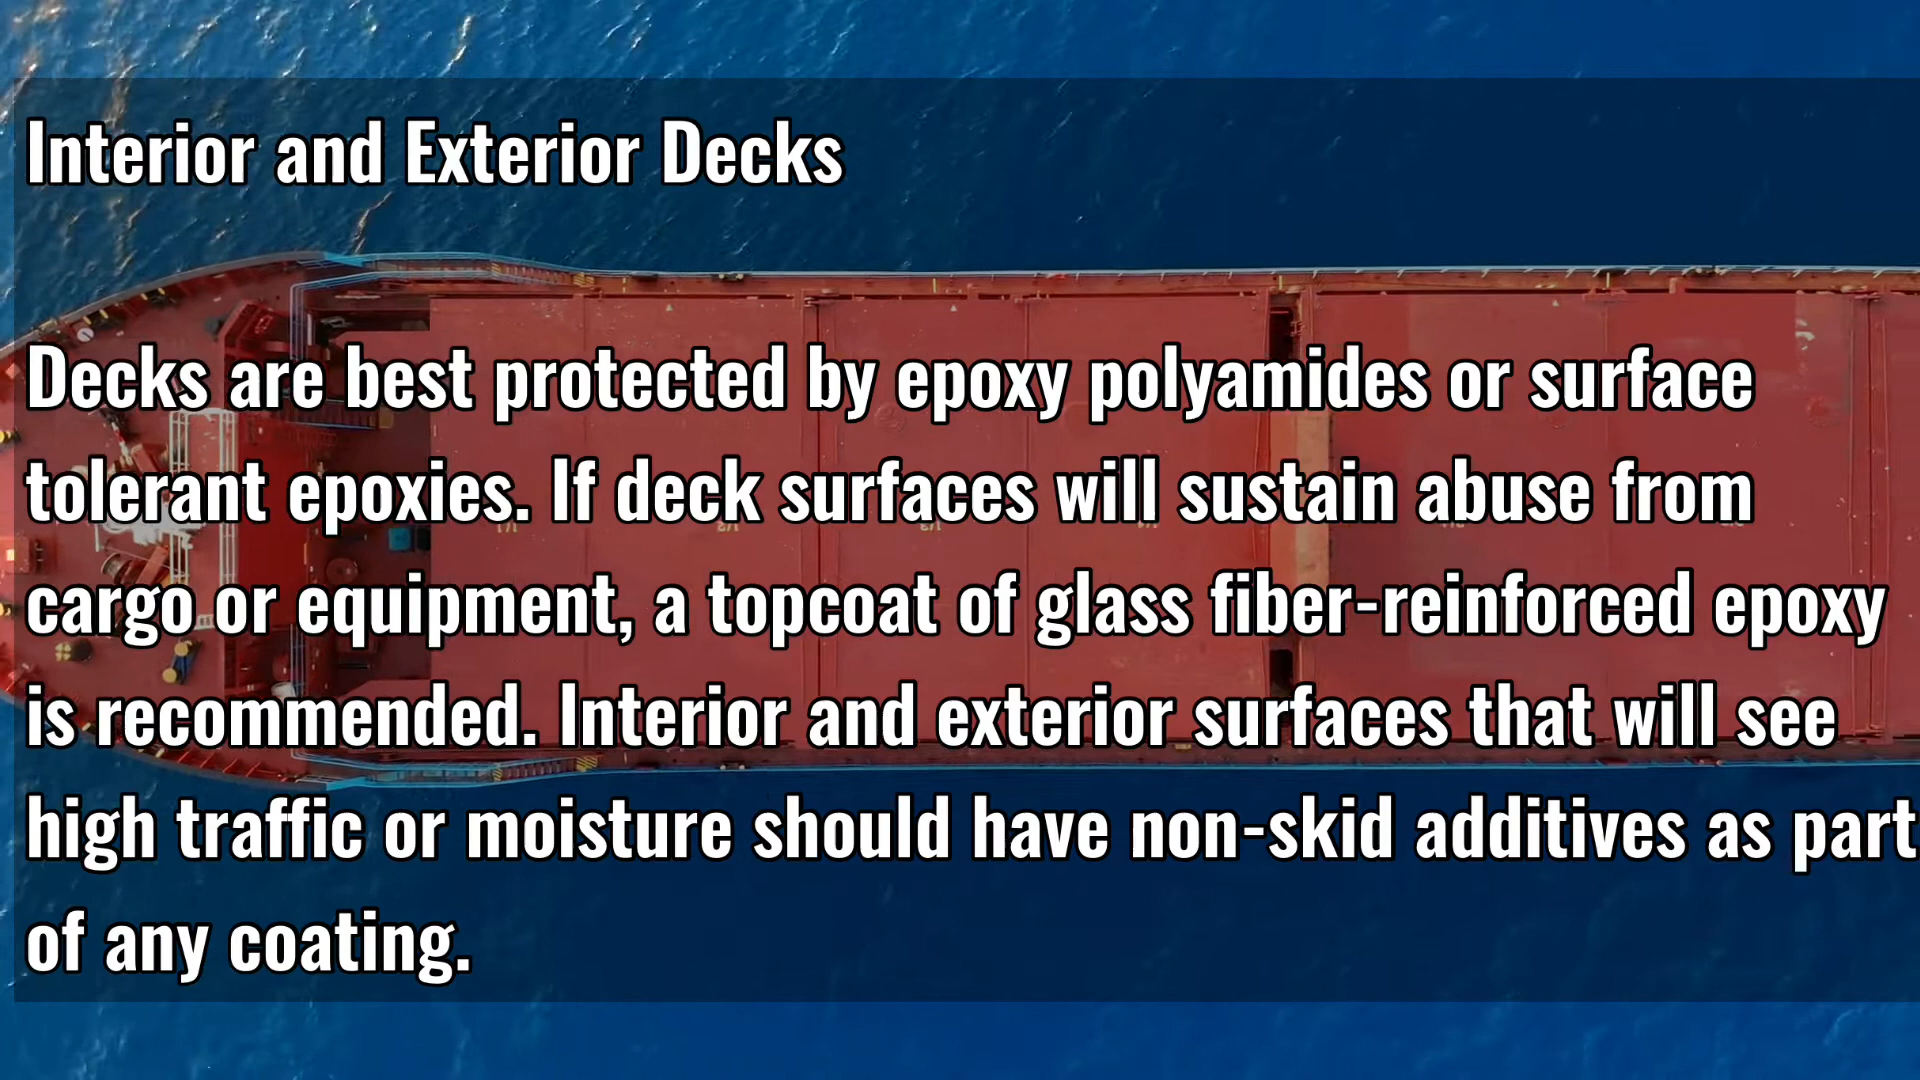 Interior and Exterior Decks
Decks are best protected by epoxy polyamides or surface
tolerant epoxies. If deck surfaces will sustain abuse from
cargo or equipment, a topcoat of glass fiber-reinforced epoxy
is recommended. Interior and exterior surfaces that will see
high traffic or moisture should have non-skid additives as part
of any coating.